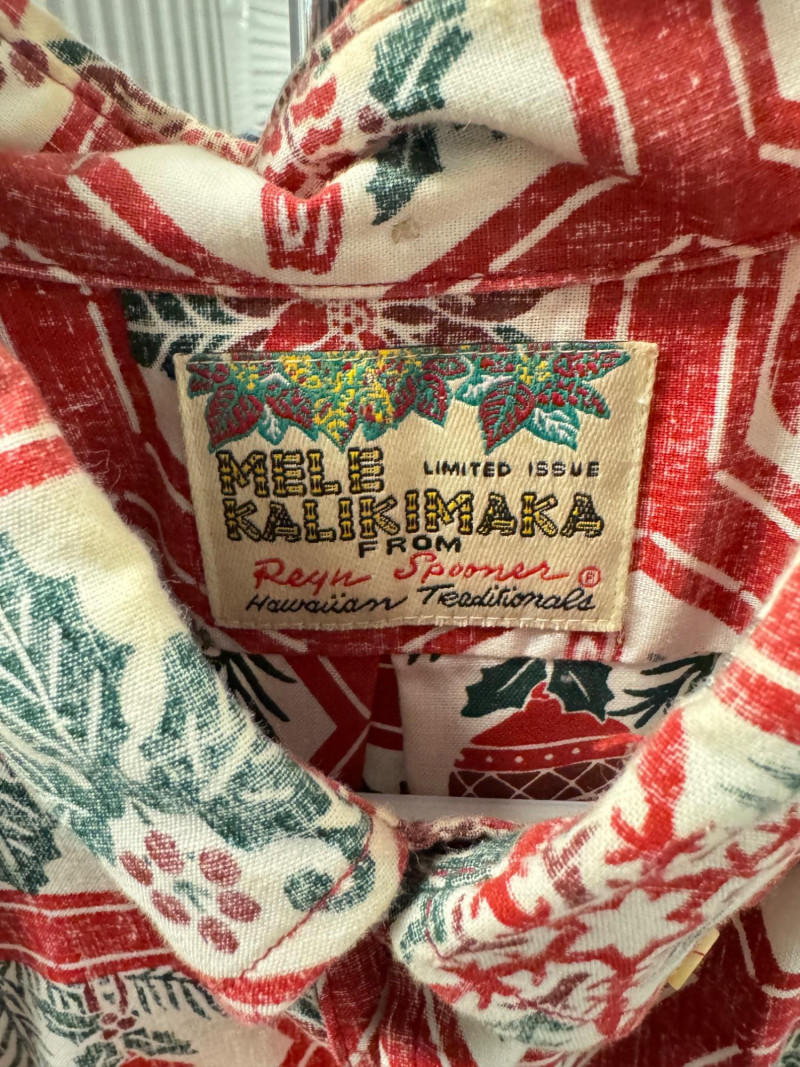 MELE LIMITED ISSUE
KALIKIMAKA
FROM
Reyn Spooner ®
Hawaiian Traditionals